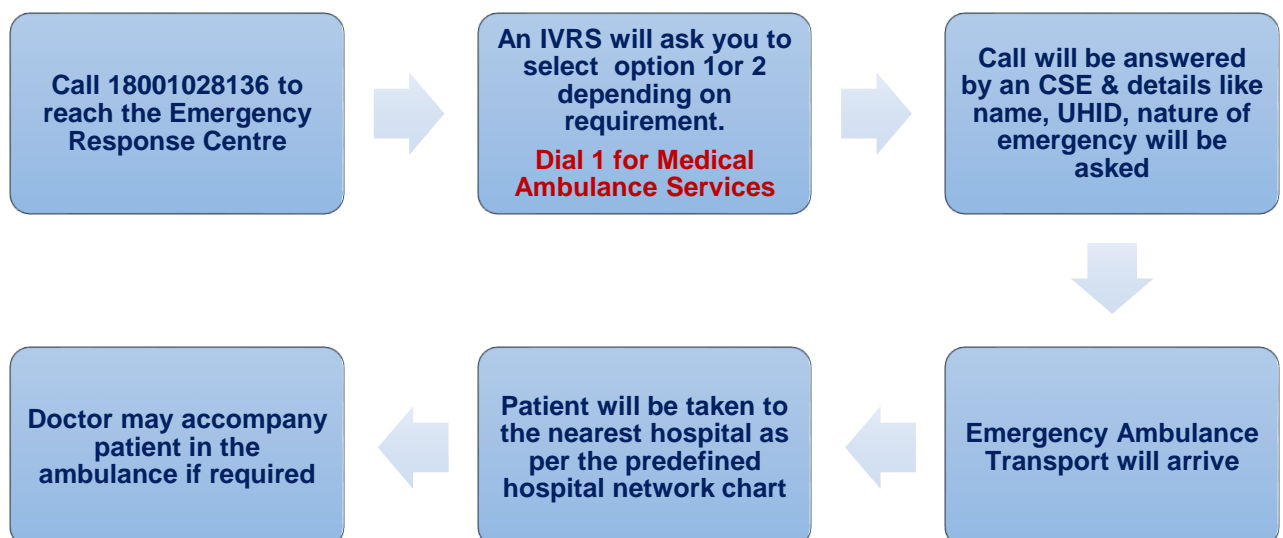 Call 18001028136 to
reach the Emergency
Response Centre
An IVRS will ask you to
select option 1or 2
depending on
requirement.
Dial 1 for Medical
Ambulance Services
Call will be answered
by an CSE & details like
name, UHID, nature of
emergency will be
asked
Emergency Ambulance
Transport will arrive
Patient will be taken to
the nearest hospital as
per the predefined
hospital network chart
Doctor may accompany
patient in the
ambulance if required